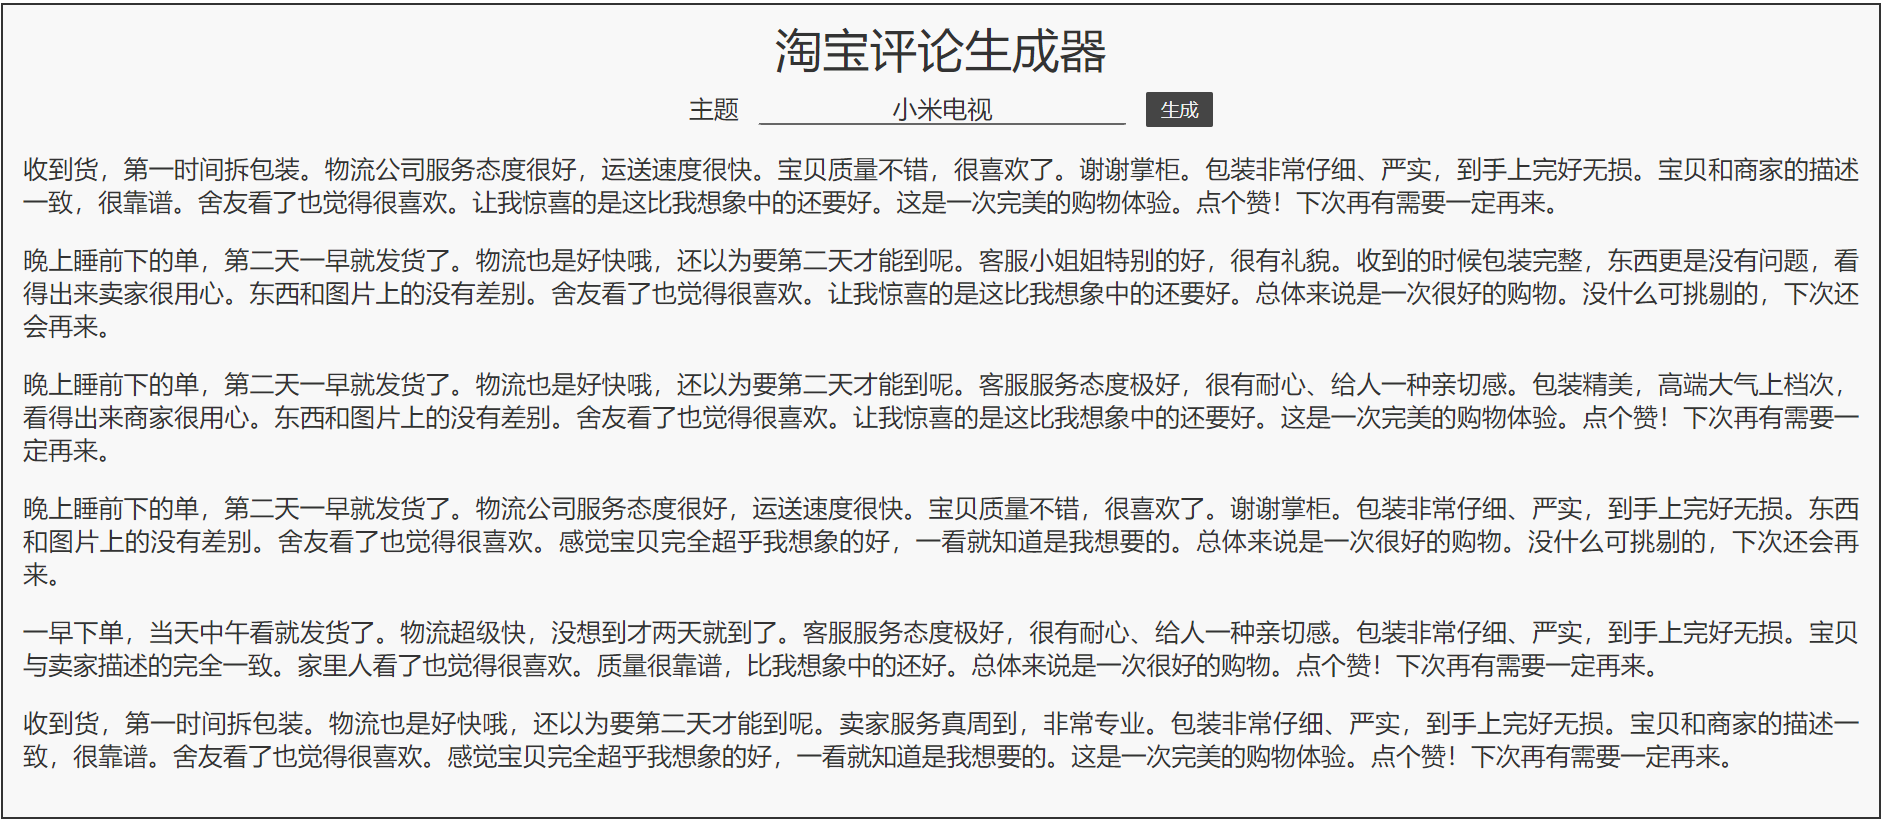 淘宝评论生成器
主题 小米电视 生成
收到货，第一时间拆包装。物流公司服务态度很好，运送速度很快。宝贝质量不错，很喜欢了。谢谢掌柜。包装非常仔细、严实，到手上完好无损。宝贝和商家的描述
一致，很靠谱。舍友看了也觉得很喜欢。让我惊喜的是这比我想象中的还要好。这是一次完美的购物体验。点个赞！下次再有需要一定再来。
晚上睡前下的单，第二天一早就发货了。物流也是好快哦，还以为要第二天才能到呢。客服小姐姐特别的好，很有礼貌。收到的时候包装完整，东西更是没有问题，看
得出来卖家很用心。东西和图片上的没有差别。舍友看了也觉得很喜欢。让我惊喜的是这比我想象中的还要好。总体来说是一次很好的购物。没什么可挑剔的，下次还
会再来。
晚上睡前下的单，第二天一早就发货了。物流也是好快哦，还以为要第二天才能到呢。客服服务态度极好，很有耐心、给人一种亲切感。包装精美，高端大气上档次，
看得出来商家很用心。东西和图片上的没有差别。舍友看了也觉得很喜欢。让我惊喜的是这比我想象中的还要好。这是一次完美的购物体验。点个赞！下次再有需要一
定再来。
晚上睡前下的单，第二天一早就发货了。物流公司服务态度很好，运送速度很快。宝贝质量不错，很喜欢了。谢谢掌柜。包装非常仔细、严实，到手上完好无损。东西
和图片上的没有差别。舍友看了也觉得很喜欢。感觉宝贝完全超乎我想象的好，一看就知道是我想要的。总体来说是一次很好的购物。没什么可挑剔的，下次还会再
来。
一早下单，当天中午看就发货了。物流超级快，没想到才两天就到了。客服服务态度极好，很有耐心、给人一种亲切感。包装非常仔细、严实，到手上完好无损。宝贝
与卖家描述的完全一致。家里人看了也觉得很喜欢。质量很靠谱，比我想象中的还好。总体来说是一次很好的购物。点个赞！下次再有需要一定再来。
收到货，第一时间拆包装。物流也是好快哦，还以为要第二天才能到呢。卖家服务真周到，非常专业。包装非常仔细、严实，到手上完好无损。宝贝和商家的描述一
致，很靠谱。舍友看了也觉得很喜欢。感觉宝贝完全超乎我想象的好，一看就知道是我想要的。这是一次完美的购物体验。点个赞！下次再有需要一定再来。